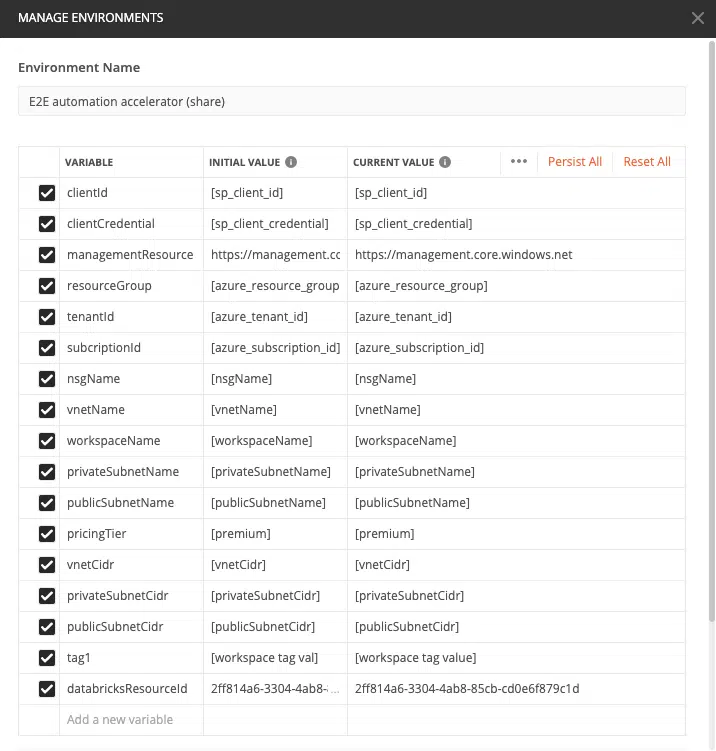 MANAGE ENVIRONMENTS
Environment Name
E2E automation accelerator (share)
VARIABLE INITIAL VALUE CURRENT VALUE ••• Persist All Reset All
clientId [sp_client_id] [sp_client_id]
clientCredential [sp_client_credential] [sp_client_credential]
managementResource https://management.cc https://management.core.windows.net
resourceGroup [azure_resource_group [azure_resource_group]
tenantId [azure_tenant_id] [azure_tenant_id]
subcriptionId [azure_subscription_id] [azure_subscription_id]
nsgName [nsgName] [nsgName]
vnetName [vnetName] [vnetName]
workspaceName [workspaceName] [workspaceName]
privateSubnetName [privateSubnetName] [privateSubnetName]
publicSubnetName [publicSubnetName] [publicSubnetName]
pricingTier [premium] [premium]
vnetCidr [vnetCidr] [vnetCidr]
privateSubnetCidr [privateSubnetCidr] [privateSubnetCidr]
publicSubnetCidr [publicSubnetCidr] [publicSubnetCidr]
tag1 [workspace tag val] [workspace tag value]
databricksResourceId 2ff814a6-3304-4ab8-... 2ff814a6-3304-4ab8-85cb-cd0e6f879c1d
Add a new variable